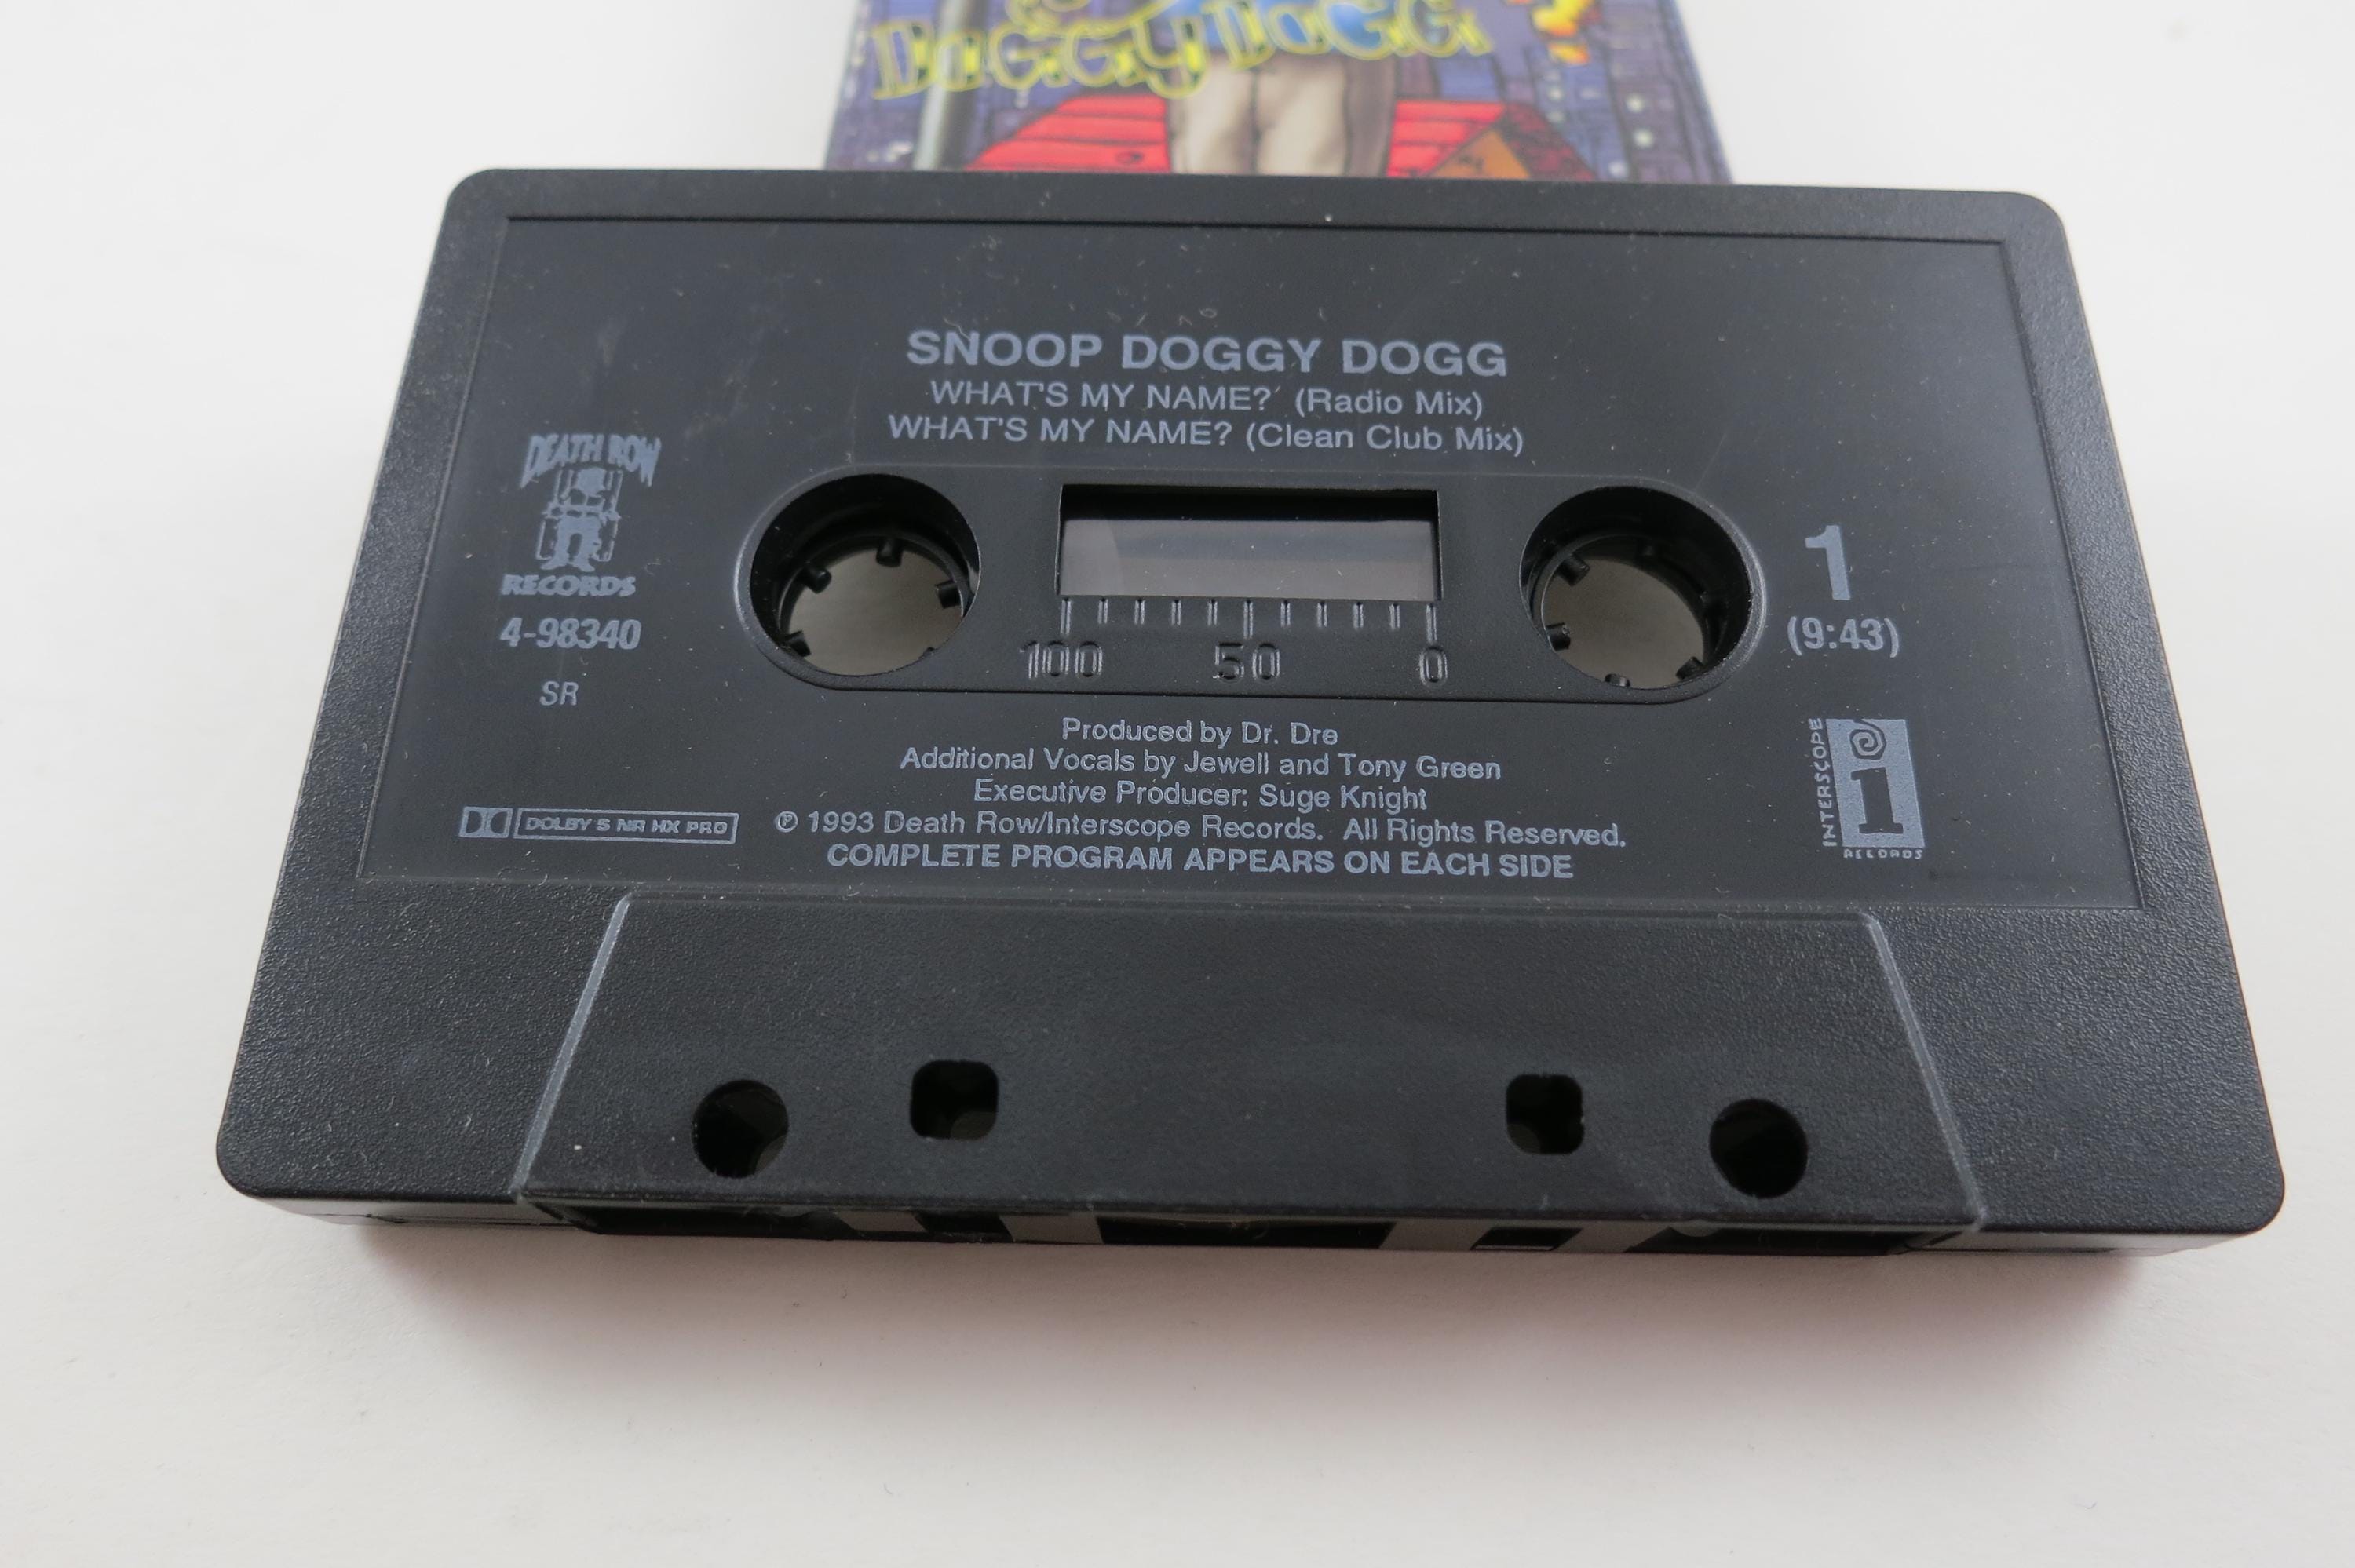 DOGGY DOGG
SNOOP DOGGY DOGG
WHAT'S MY NAME? (Radio Mix)
WHAT'S MY NAME? (Clean Club Mix)
DEATH ROW
RECORDS
4-98340
SR
100 50 0
1
(9:43)
Produced by Dr. Dre
Additional Vocals by Jewell and Tony Green
Executive Producer: Suge Knight
℗ 1993 Death Row/Interscope Records. All Rights Reserved.
COMPLETE PROGRAM APPEARS ON EACH SIDE
DOLBY S NR HX PRO
INTERSCOPE
i
RECORDS